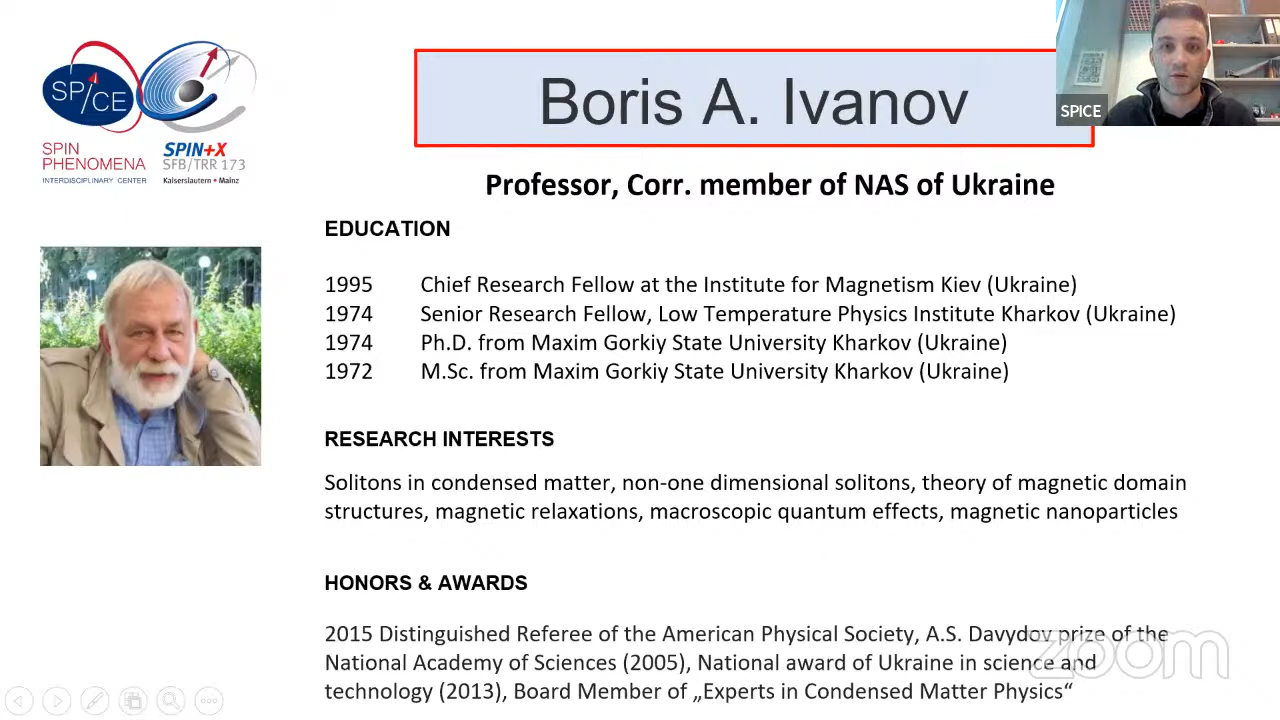 SPICE
SPIN
PHENOMENA
INTERDISCIPLINARY CENTER
SPIN+X
SFB/TRR 173
Kaiserslautern • Mainz
Boris A. Ivanov
SPICE
Professor, Corr. member of NAS of Ukraine
EDUCATION
1995 Chief Research Fellow at the Institute for Magnetism Kiev (Ukraine)
1974 Senior Research Fellow, Low Temperature Physics Institute Kharkov (Ukraine)
1974 Ph.D. from Maxim Gorkiy State University Kharkov (Ukraine)
1972 M.Sc. from Maxim Gorkiy State University Kharkov (Ukraine)
RESEARCH INTERESTS
Solitons in condensed matter, non-one dimensional solitons, theory of magnetic domain
structures, magnetic relaxations, macroscopic quantum effects, magnetic nanoparticles
HONORS & AWARDS
2015 Distinguished Referee of the American Physical Society, A.S. Davydov prize of the
National Academy of Sciences (2005), National award of Ukraine in science and
technology (2013), Board Member of „Experts in Condensed Matter Physics“
zoom